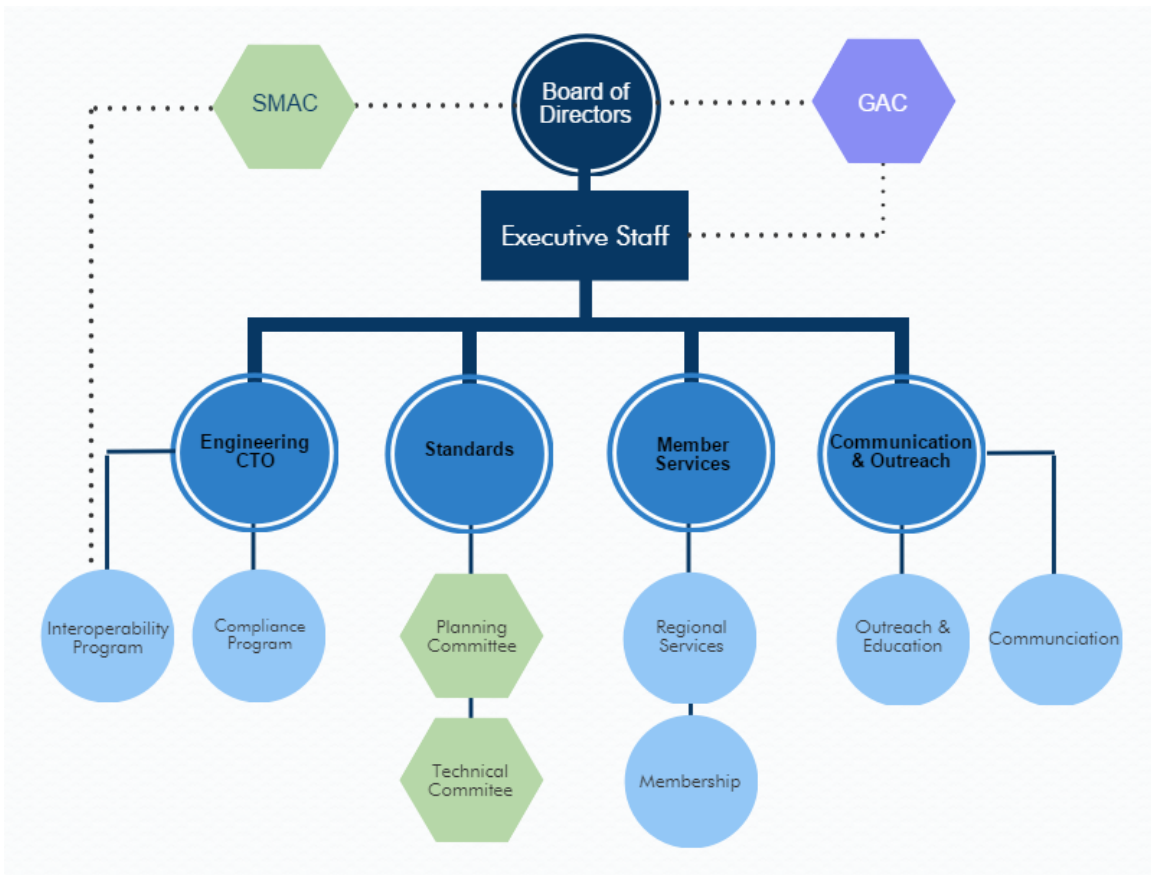 SMAC
Board of
Directors
GAC
Executive Staff
Engineering
CTO
Standards
Member
Services
Communication
& Outreach
Interoperability
Program
Compliance
Program
Planning
Committee
Regional
Services
Outreach &
Education
Communciation
Technical
Commitee
Membership